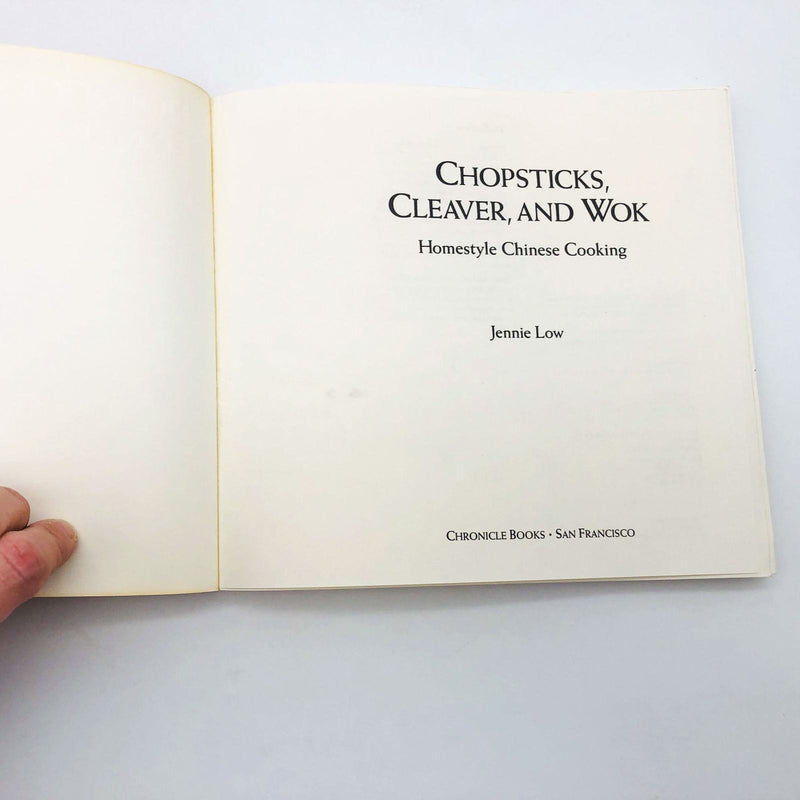 Chopsticks,
Cleaver, and Wok
Homestyle Chinese Cooking
Jennie Low
Chronicle Books • San Francisco